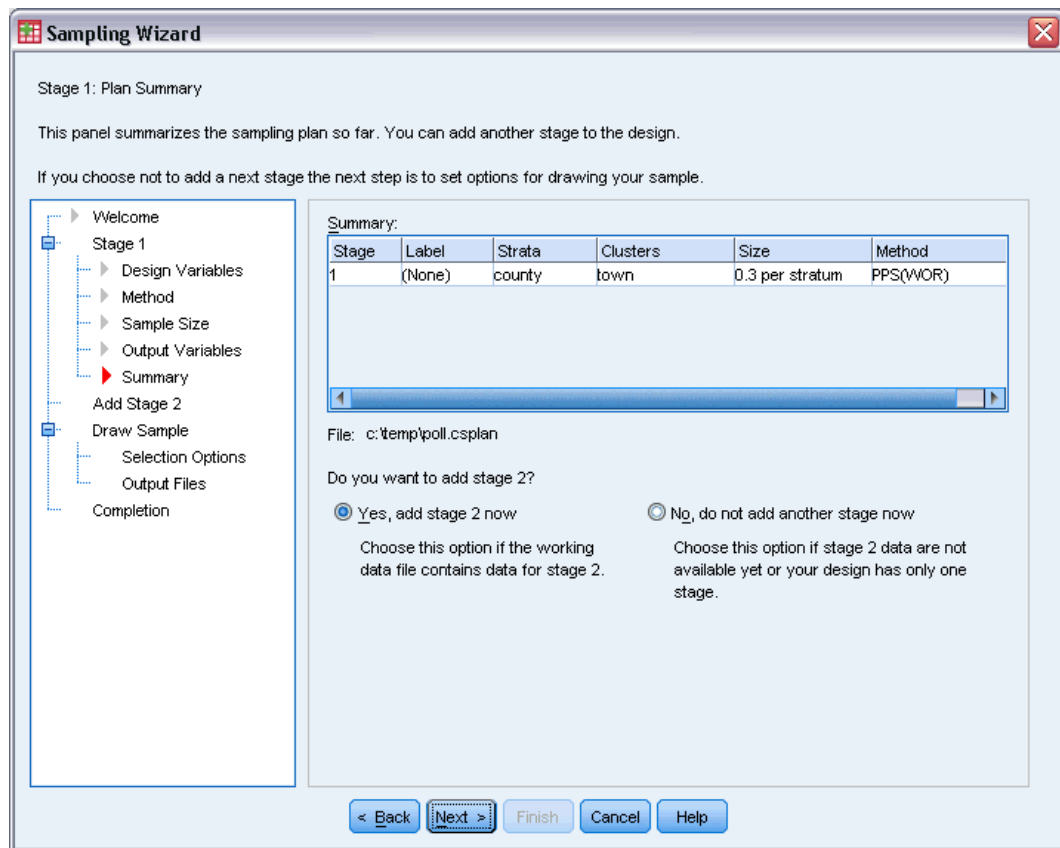 Sampling Wizard
Stage 1: Plan Summary
This panel summarizes the sampling plan so far. You can add another stage to the design.
If you choose not to add a next stage the next step is to set options for drawing your sample.
Welcome
Stage 1
Design Variables
Method
Sample Size
Output Variables
Summary
Add Stage 2
Draw Sample
Selection Options
Output Files
Completion
Summary:
Stage Label Strata Clusters Size Method
1 (None) county town 0.3 per stratum PPS(WOR)
File: c:\temp\poll.csplan
Do you want to add stage 2?
Yes, add stage 2 now
Choose this option if the working
data file contains data for stage 2.
No, do not add another stage now
Choose this option if stage 2 data are not
available yet or your design has only one
stage.
< Back Next > Finish Cancel Help